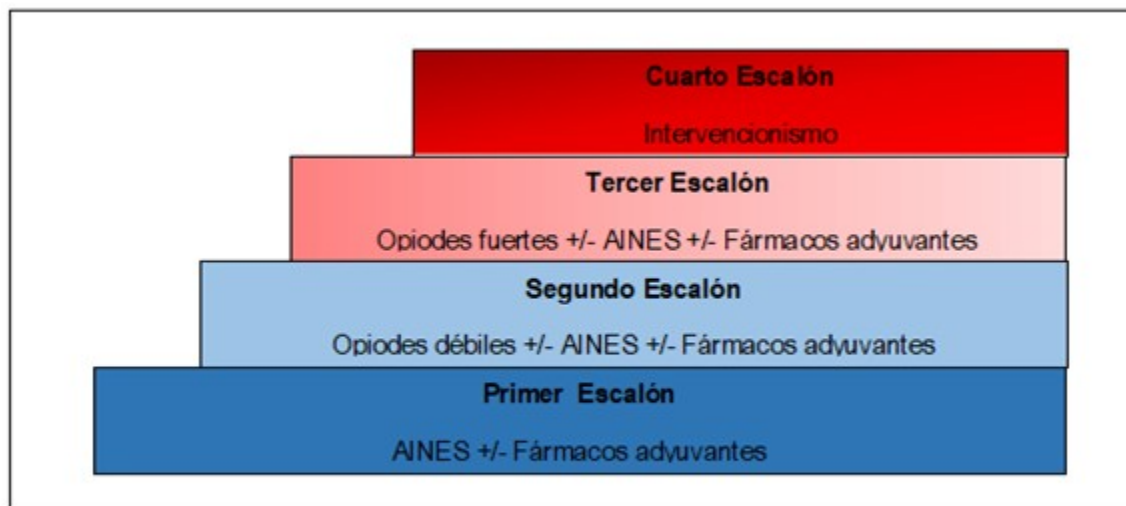 Cuarto Escalón
Intervencionismo
Tercer Escalón
Opiodes fuertes +/- AINES +/- Fármacos adyuvantes
Segundo Escalón
Opiodes débiles +/- AINES +/- Fármacos adyuvantes
Primer Escalón
AINES +/- Fármacos adyuvantes